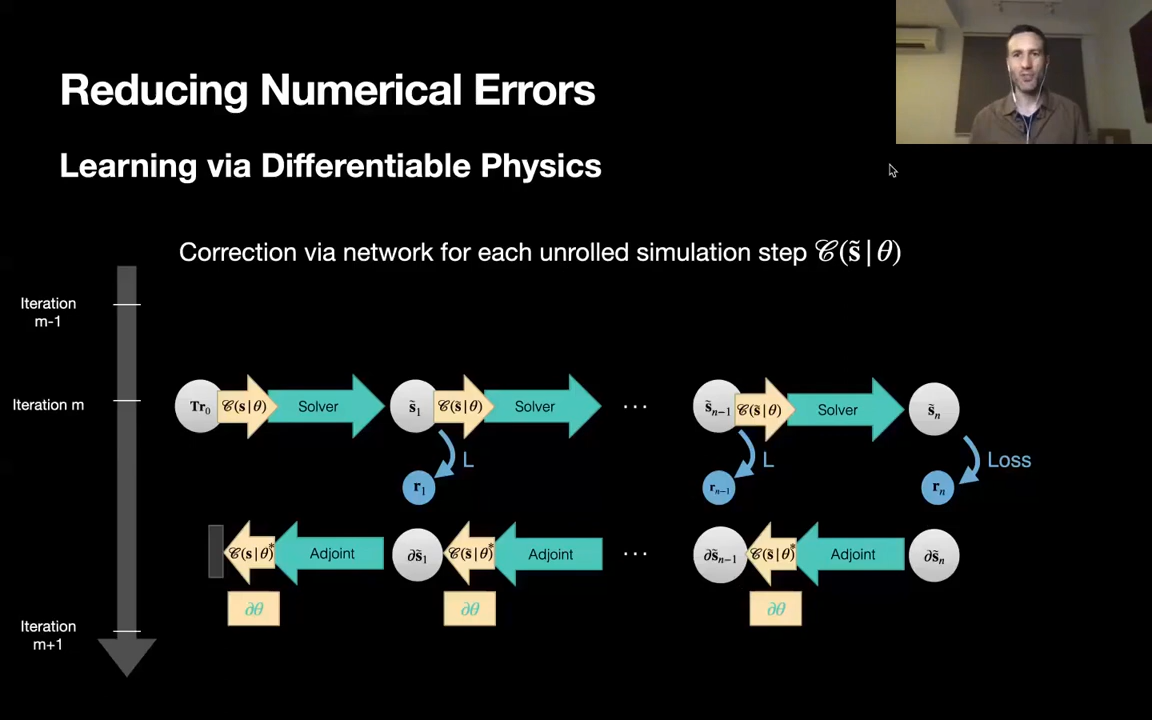 Reducing Numerical Errors
Learning via Differentiable Physics
Correction via network for each unrolled simulation step 𝒞(s̃ | θ)
Iteration
m-1
Iteration m
Tr₀ 𝒞(s | θ) Solver s̃₁ 𝒞(s̃ | θ) Solver ··· s̃ₙ₋₁ 𝒞(s̃ | θ) Solver s̃ₙ
L L Loss
r₁ rₙ₋₁ rₙ
𝒞(s | θ)* Adjoint ∂s̃₁ 𝒞(s̃ | θ)* Adjoint ··· ∂s̃ₙ₋₁ 𝒞(s̃ | θ)* Adjoint ∂s̃ₙ
∂θ ∂θ ∂θ
Iteration
m+1